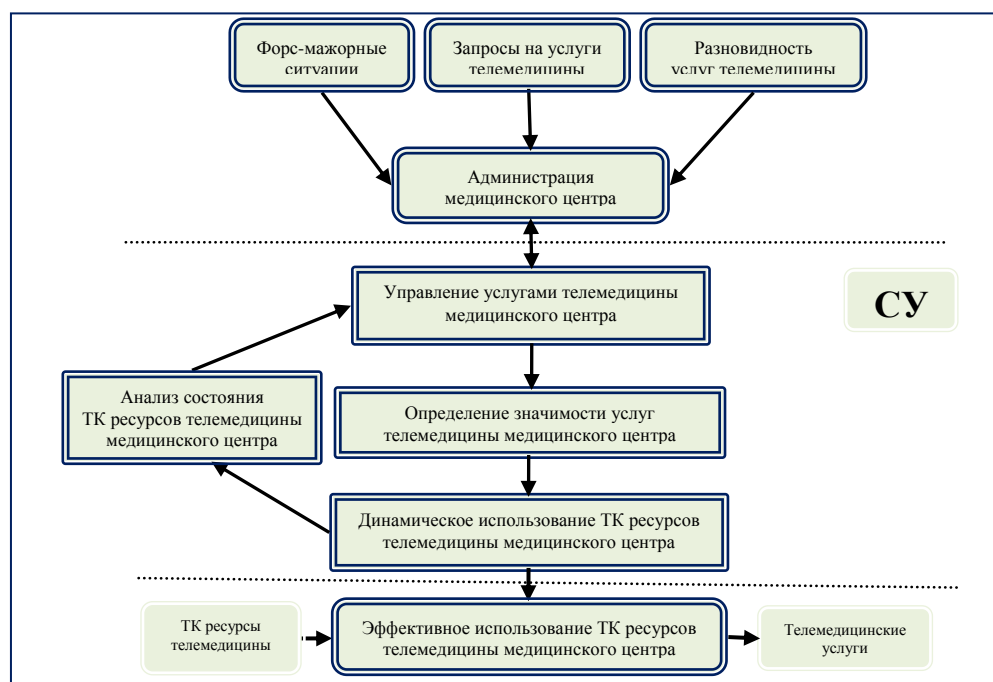 Форс-мажорные
ситуации
Запросы на услуги
телемедицины
Разновидность
услуг телемедицины
Администрация
медицинского центра
Управление услугами телемедицины
медицинского центра
СУ
Анализ состояния
ТК ресурсов телемедицины
медицинского центра
Определение значимости услуг
телемедицины медицинского центра
Динамическое использование ТК ресурсов
телемедицины медицинского центра
ТК ресурсы
телемедицины
Эффективное использование ТК ресурсов
телемедицины медицинского центра
Телемедицинские
услуги